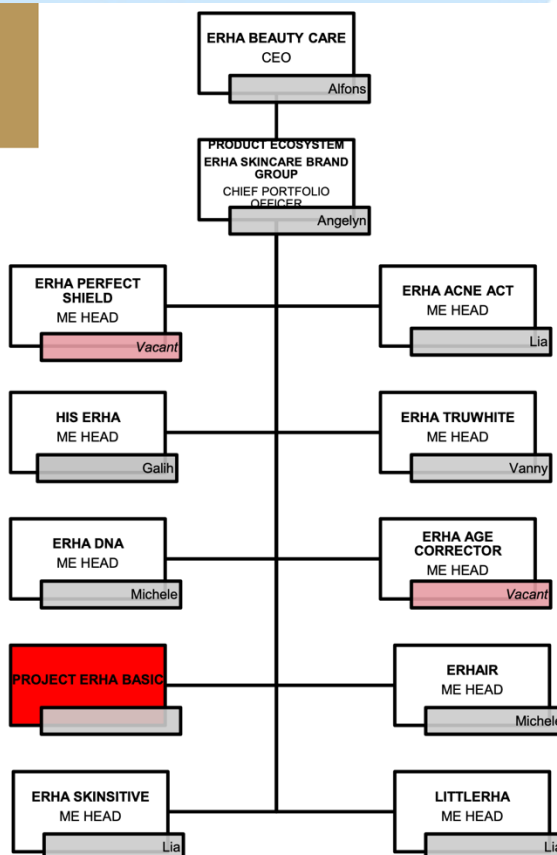 ERHA BEAUTY CARE
CEO
Alfons
PRODUCT ECOSYSTEM
ERHA SKINCARE BRAND
GROUP
CHIEF PORTFOLIO
OFFICER
Angelyn
ERHA PERFECT
SHIELD
ME HEAD
Vacant
ERHA ACNE ACT
ME HEAD
Lia
HIS ERHA
ME HEAD
Galih
ERHA TRUWHITE
ME HEAD
Vanny
ERHA DNA
ME HEAD
Michele
ERHA AGE
CORRECTOR
ME HEAD
Vacant
PROJECT ERHA BASIC
ERHAIR
ME HEAD
Michele
ERHA SKINSITIVE
ME HEAD
Lia
LITTLERHA
ME HEAD
Lia